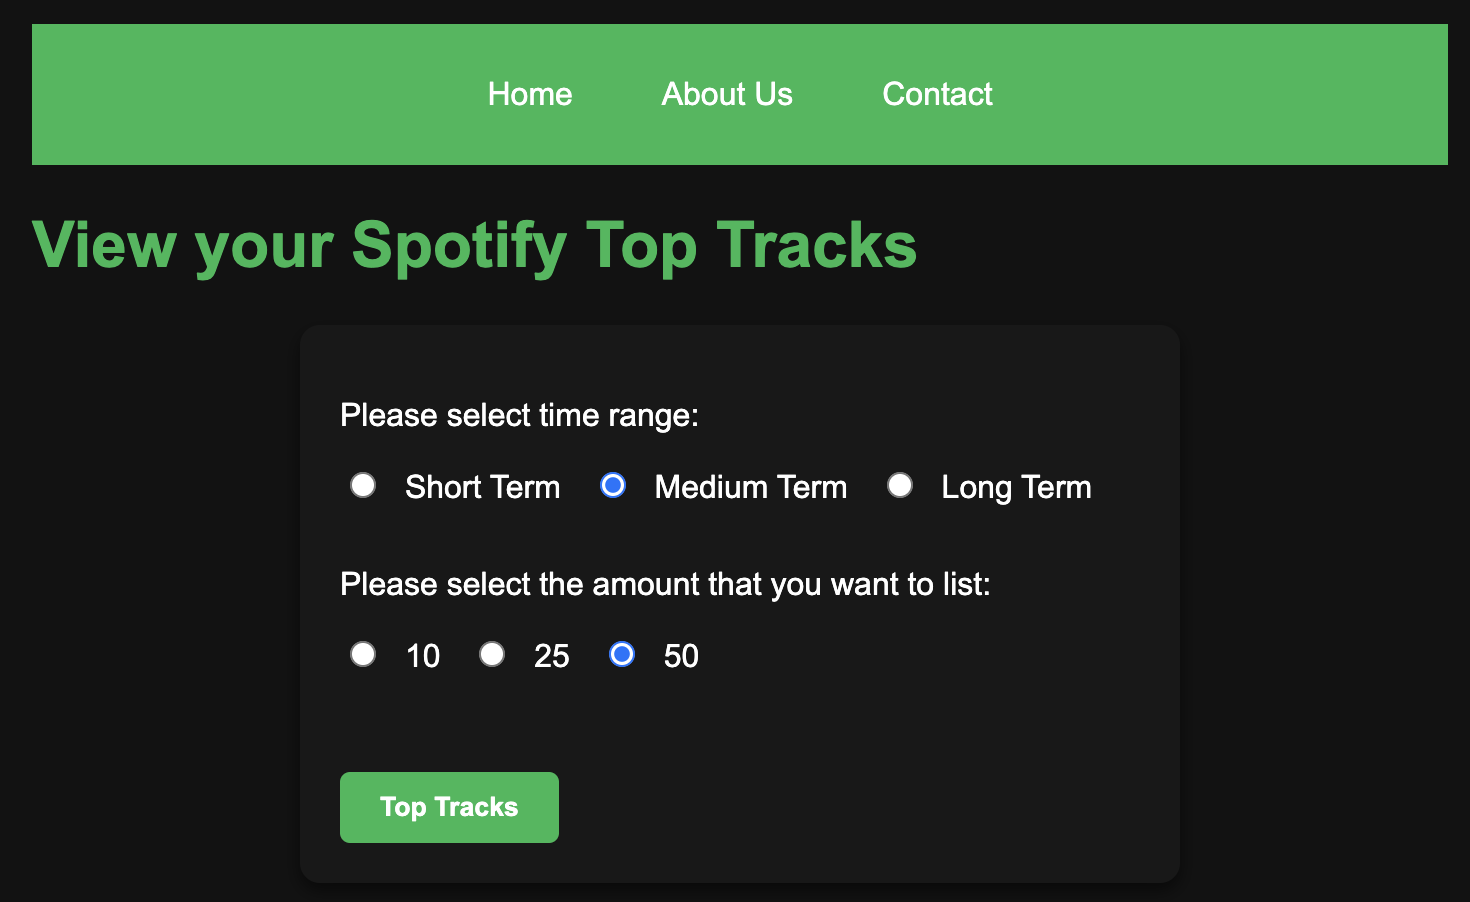 Home About Us Contact
View your Spotify Top Tracks
Please select time range:
Short Term Medium Term Long Term
Please select the amount that you want to list:
10 25 50
Top Tracks